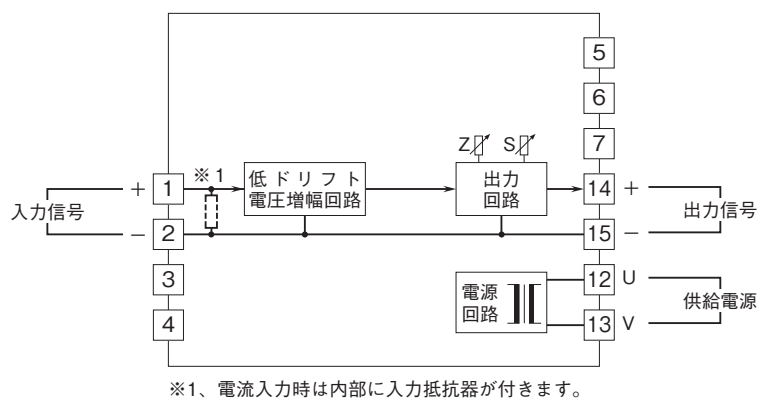 5
6
7
Z S
※1
+ 1 低ドリフト 電圧増幅回路 出力 回路 14 +
入力信号 出力信号
− 2 15 −
3 電源 回路 12 U
供給電源
4 13 V
※1、電流入力時は内部に入力抵抗器が付きます。